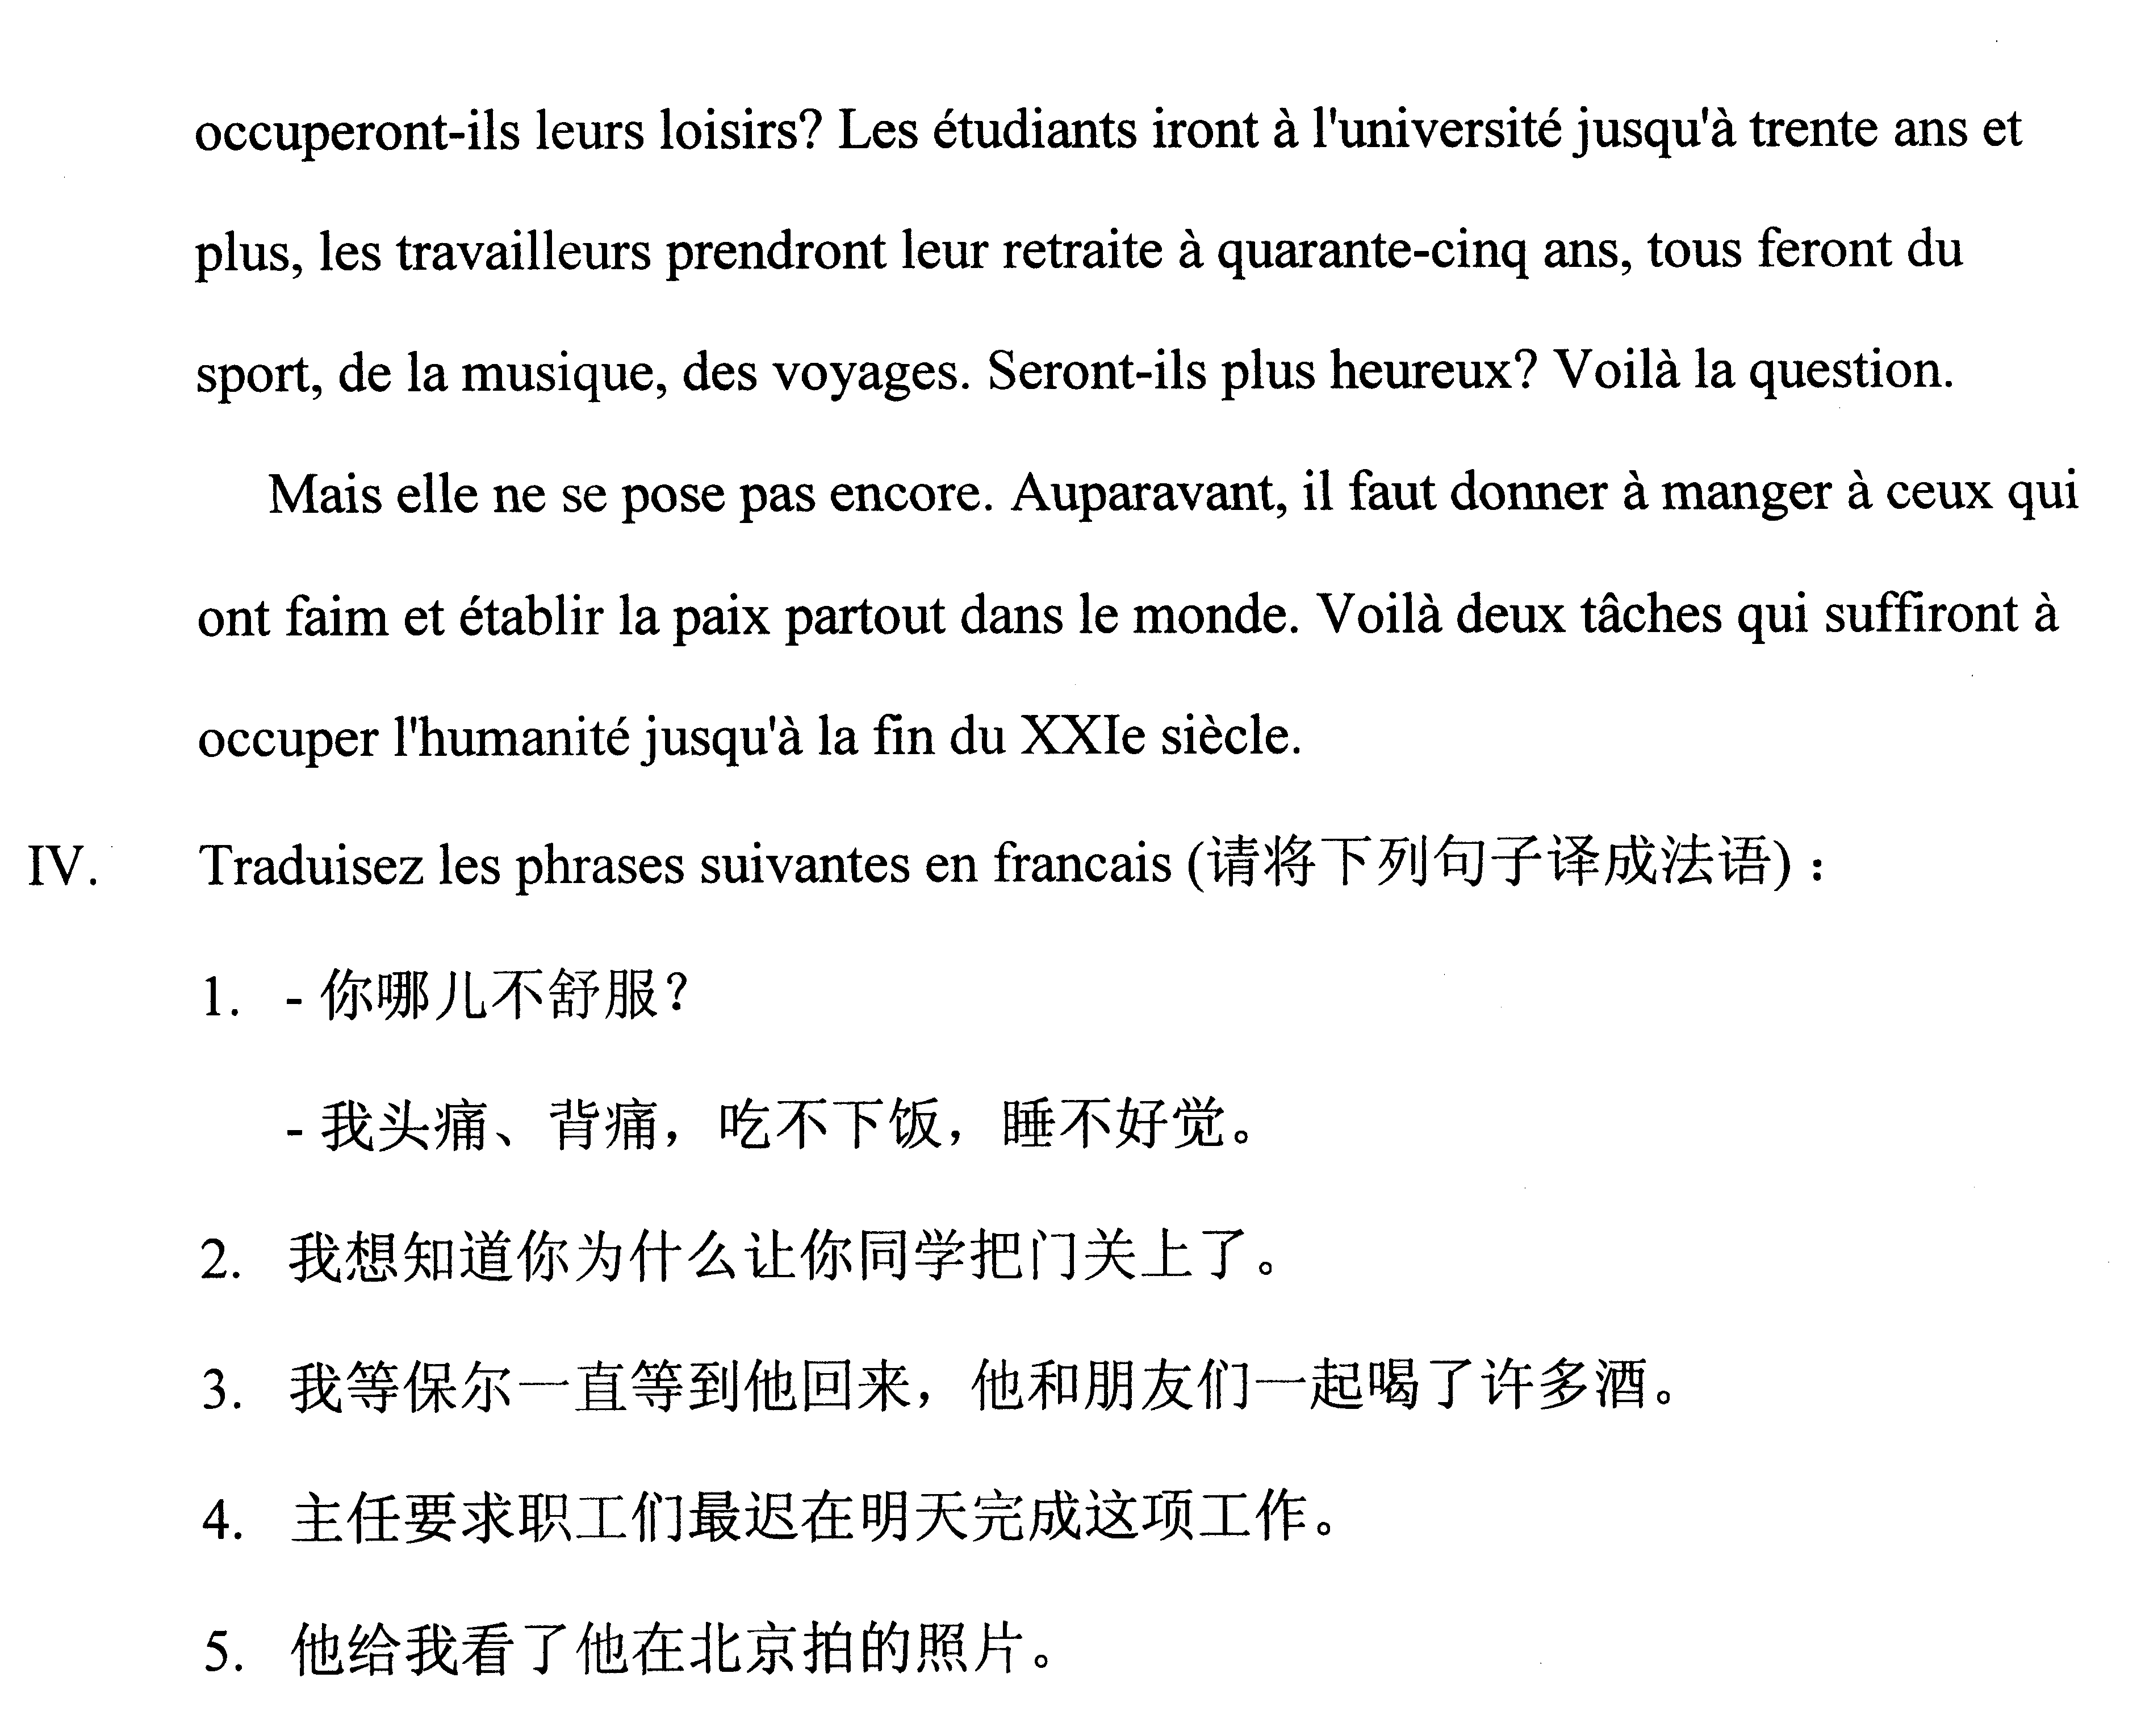 occuperont-ils leurs loisirs? Les étudiants iront à l'université jusqu'à trente ans et
plus, les travailleurs prendront leur retraite à quarante-cinq ans, tous feront du
sport, de la musique, des voyages. Seront-ils plus heureux? Voilà la question.
Mais elle ne se pose pas encore. Auparavant, il faut donner à manger à ceux qui
ont faim et établir la paix partout dans le monde. Voilà deux tâches qui suffiront à
occuper l'humanité jusqu'à la fin du XXIe siècle.
IV. Traduisez les phrases suivantes en francais (请将下列句子译成法语) :
1. - 你哪儿不舒服?
- 我头痛、背痛，吃不下饭，睡不好觉。
2. 我想知道你为什么让你同学把门关上了。
3. 我等保尔一直等到他回来，他和朋友们一起喝了许多酒。
4. 主任要求职工们最迟在明天完成这项工作。
5. 他给我看了他在北京拍的照片。